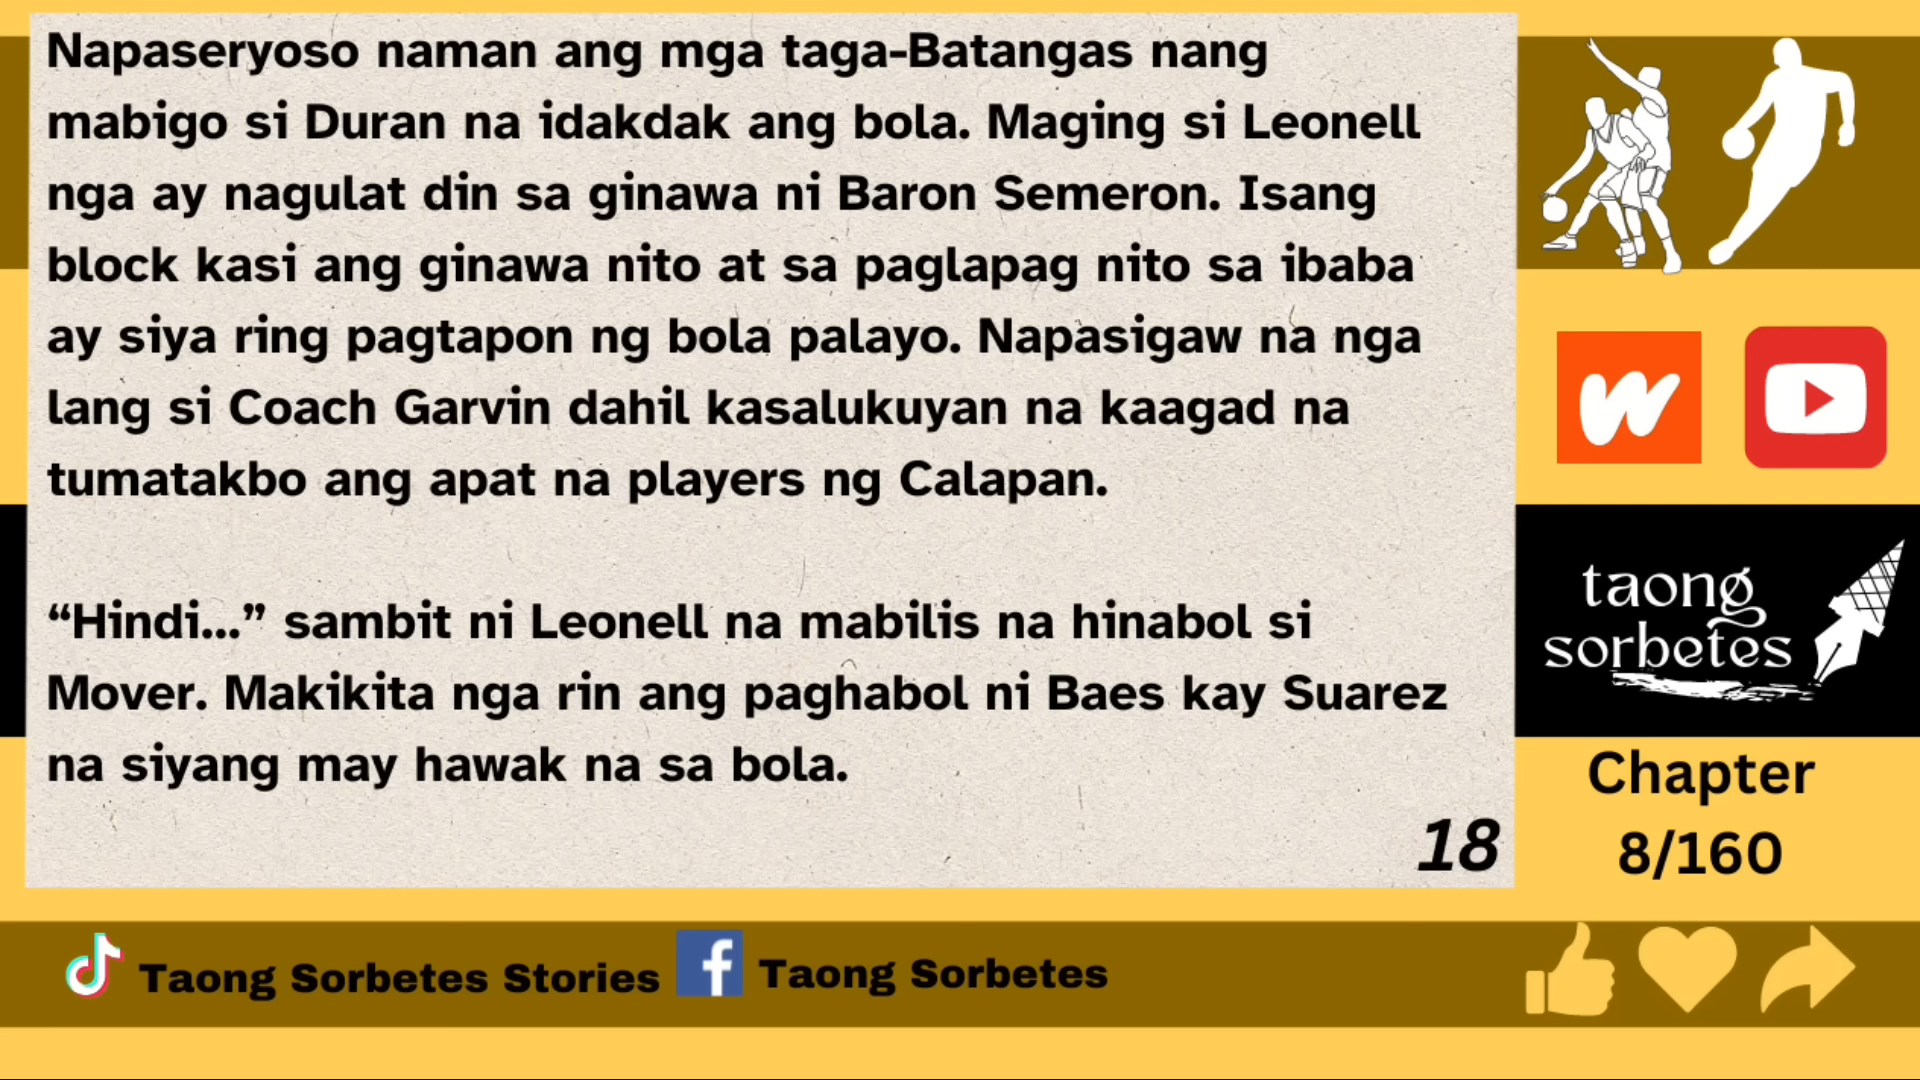 Napaseryoso naman ang mga taga-Batangas nang
mabigo si Duran na idakdak ang bola. Maging si Leonell
nga ay nagulat din sa ginawa ni Baron Semeron. Isang
block kasi ang ginawa nito at sa paglapag nito sa ibaba
ay siya ring pagtapon ng bola palayo. Napasigaw na nga
lang si Coach Garvin dahil kasalukuyan na kaagad na
tumatakbo ang apat na players ng Calapan.
“Hindi...” sambit ni Leonell na mabilis na hinabol si
Mover. Makikita nga rin ang paghabol ni Baes kay Suarez
na siyang may hawak na sa bola.
18
taong
sorbetes
Chapter
8/160
Taong Sorbetes Stories
Taong Sorbetes